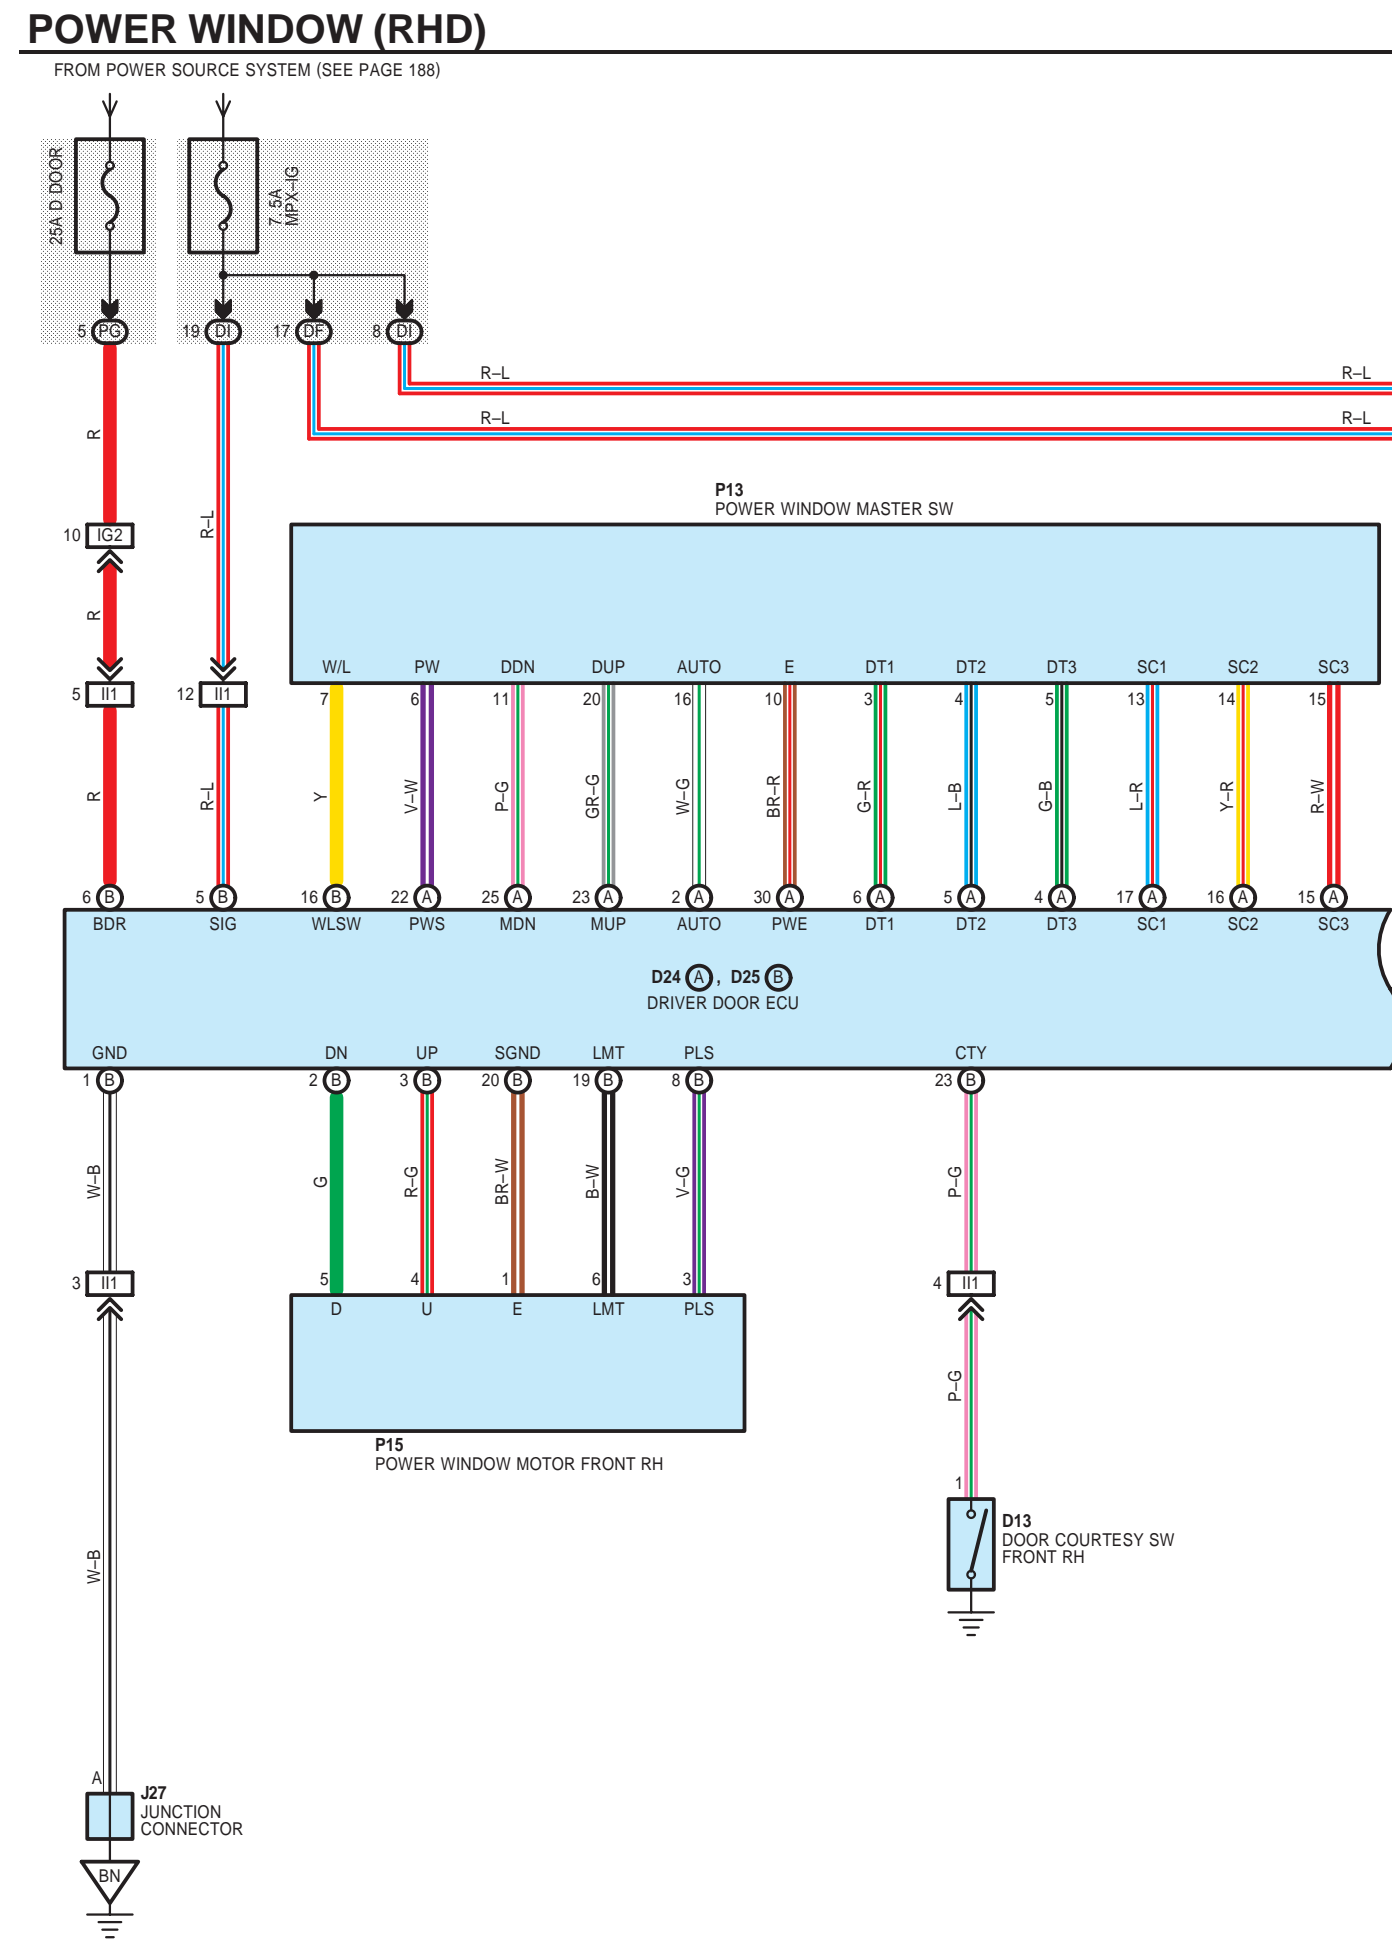 POWER WINDOW (RHD)
FROM POWER SOURCE SYSTEM (SEE PAGE 188)
25A D DOOR
7. 5A
MPX–IG
5 PG
19 DI
17 DF
8 DI
R–L R–L
R–L R–L
R
R–L
P13
POWER WINDOW MASTER SW
10 IG2
R
W/L PW DDN DUP AUTO E DT1 DT2 DT3 SC1 SC2 SC3
5 II1 12 II1
7 6 11 20 16 10 3 4 5 13 14 15
R R–L Y V–W P–G GR–G W–G BR–R G–R L–B G–B L–R Y–R R–W
6 B 5 B 16 B 22 A 25 A 23 A 2 A 30 A 6 A 5 A 4 A 17 A 16 A 15 A
BDR SIG WLSW PWS MDN MUP AUTO PWE DT1 DT2 DT3 SC1 SC2 SC3
D24 A , D25 B
DRIVER DOOR ECU
GND DN UP SGND LMT PLS CTY
1 B 2 B 3 B 20 B 19 B 8 B 23 B
W–B G R–G BR–W B–W V–G P–G
3 II1 5 4 1 6 3 4 II1
D U E LMT PLS
P–G
P15
POWER WINDOW MOTOR FRONT RH
1
D13
DOOR COURTESY SW
FRONT RH
W–B
A
J27
JUNCTION
CONNECTOR
BN